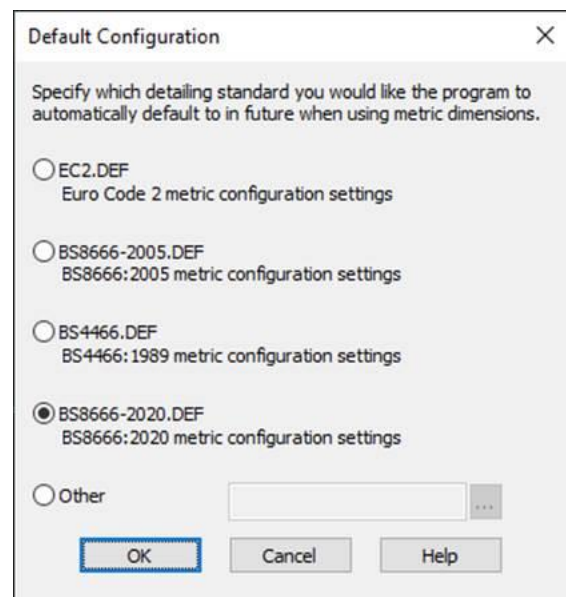 Default Configuration
Specify which detailing standard you would like the program to
automatically default to in future when using metric dimensions.
EC2.DEF
Euro Code 2 metric configuration settings
BS8666-2005.DEF
BS8666:2005 metric configuration settings
BS4466.DEF
BS4466:1989 metric configuration settings
BS8666-2020.DEF
BS8666:2020 metric configuration settings
Other
...
OK Cancel Help